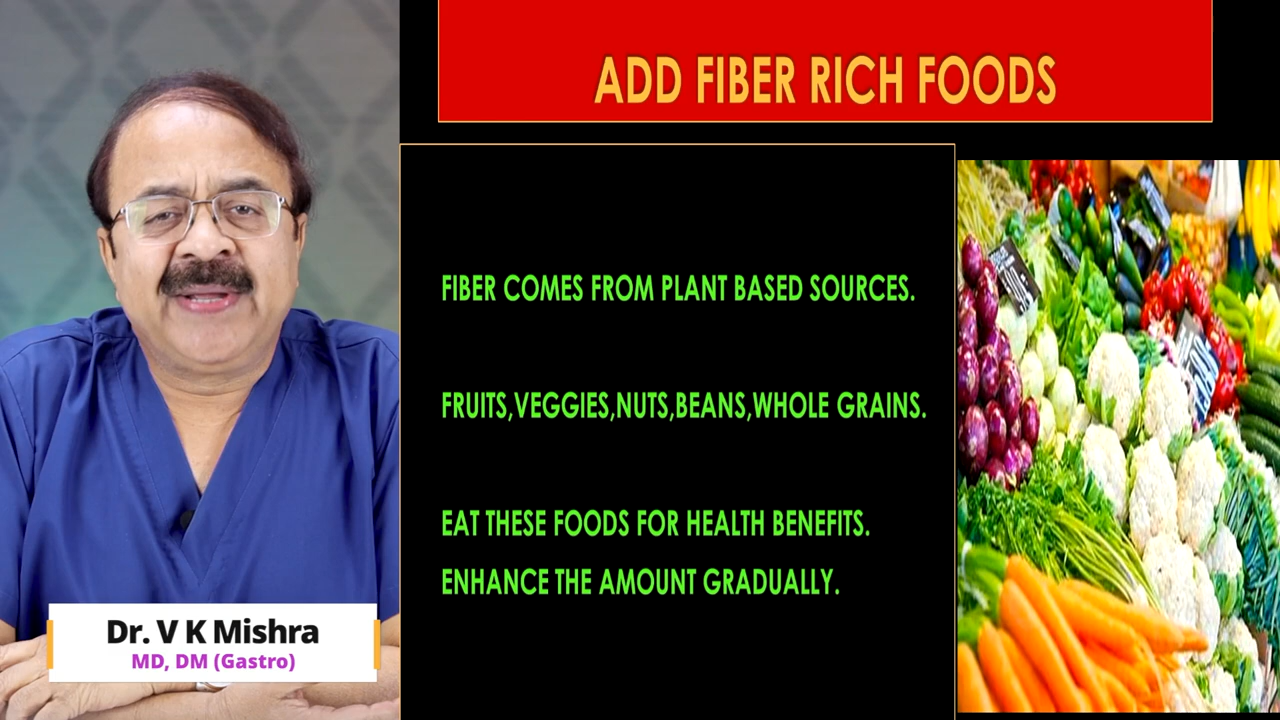 ADD FIBER RICH FOODS
FIBER COMES FROM PLANT BASED SOURCES.
FRUITS,VEGGIES,NUTS,BEANS,WHOLE GRAINS.
EAT THESE FOODS FOR HEALTH BENEFITS.
ENHANCE THE AMOUNT GRADUALLY.
Dr. V K Mishra
MD, DM (Gastro)